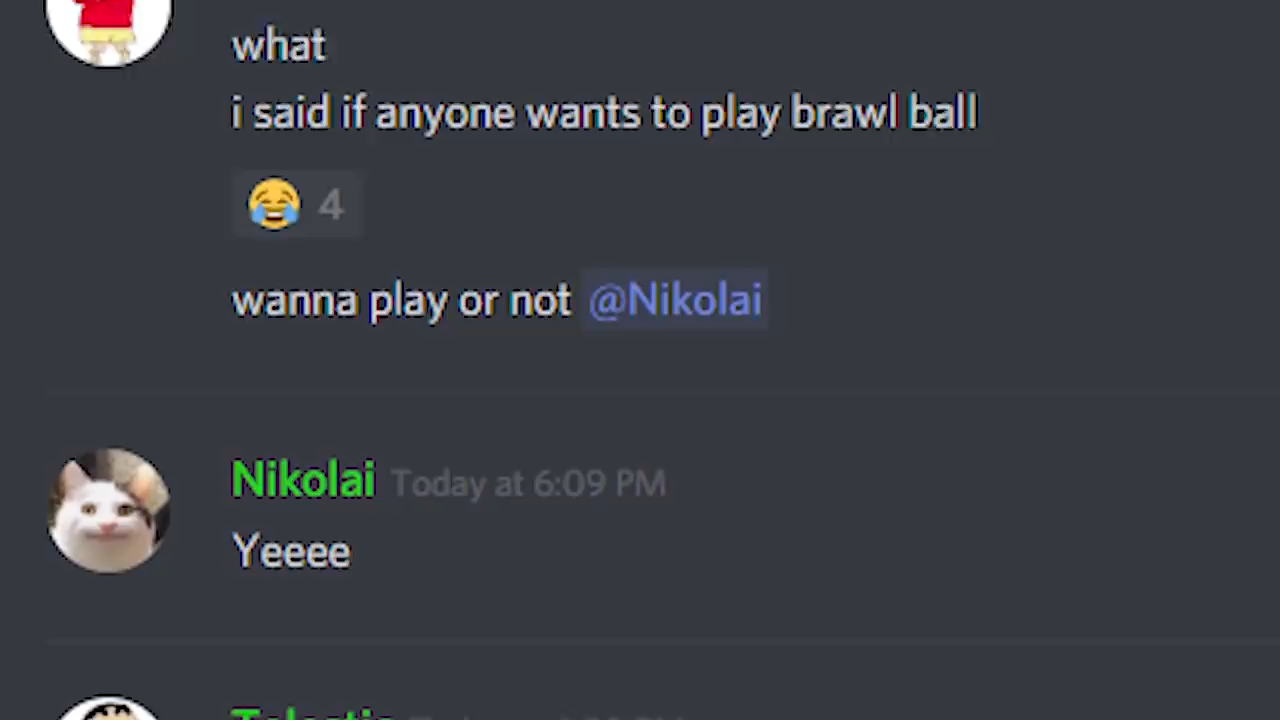 what
i said if anyone wants to play brawl ball
4
wanna play or not @Nikolai
Nikolai Today at 6:09 PM
Yeeee